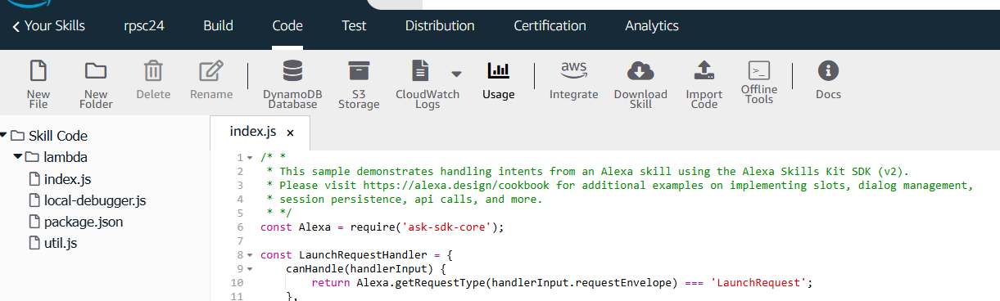 Your Skills rpsc24 Build Code Test Distribution Certification Analytics
New File New Folder Delete Rename DynamoDB Database S3 Storage CloudWatch Logs Usage aws Integrate Download Skill Import Code Offline Tools Docs
Skill Code
lambda
index.js
local-debugger.js
package.json
util.js
index.js x
1 /* *
2  * This sample demonstrates handling intents from an Alexa skill using the Alexa Skills Kit SDK (v2).
3  * Please visit https://alexa.design/cookbook for additional examples on implementing slots, dialog management,
4  * session persistence, api calls, and more.
5  * */
6 const Alexa = require('ask-sdk-core');
7
8 const LaunchRequestHandler = {
9     canHandle(handlerInput) {
10         return Alexa.getRequestType(handlerInput.requestEnvelope) === 'LaunchRequest';
11     },